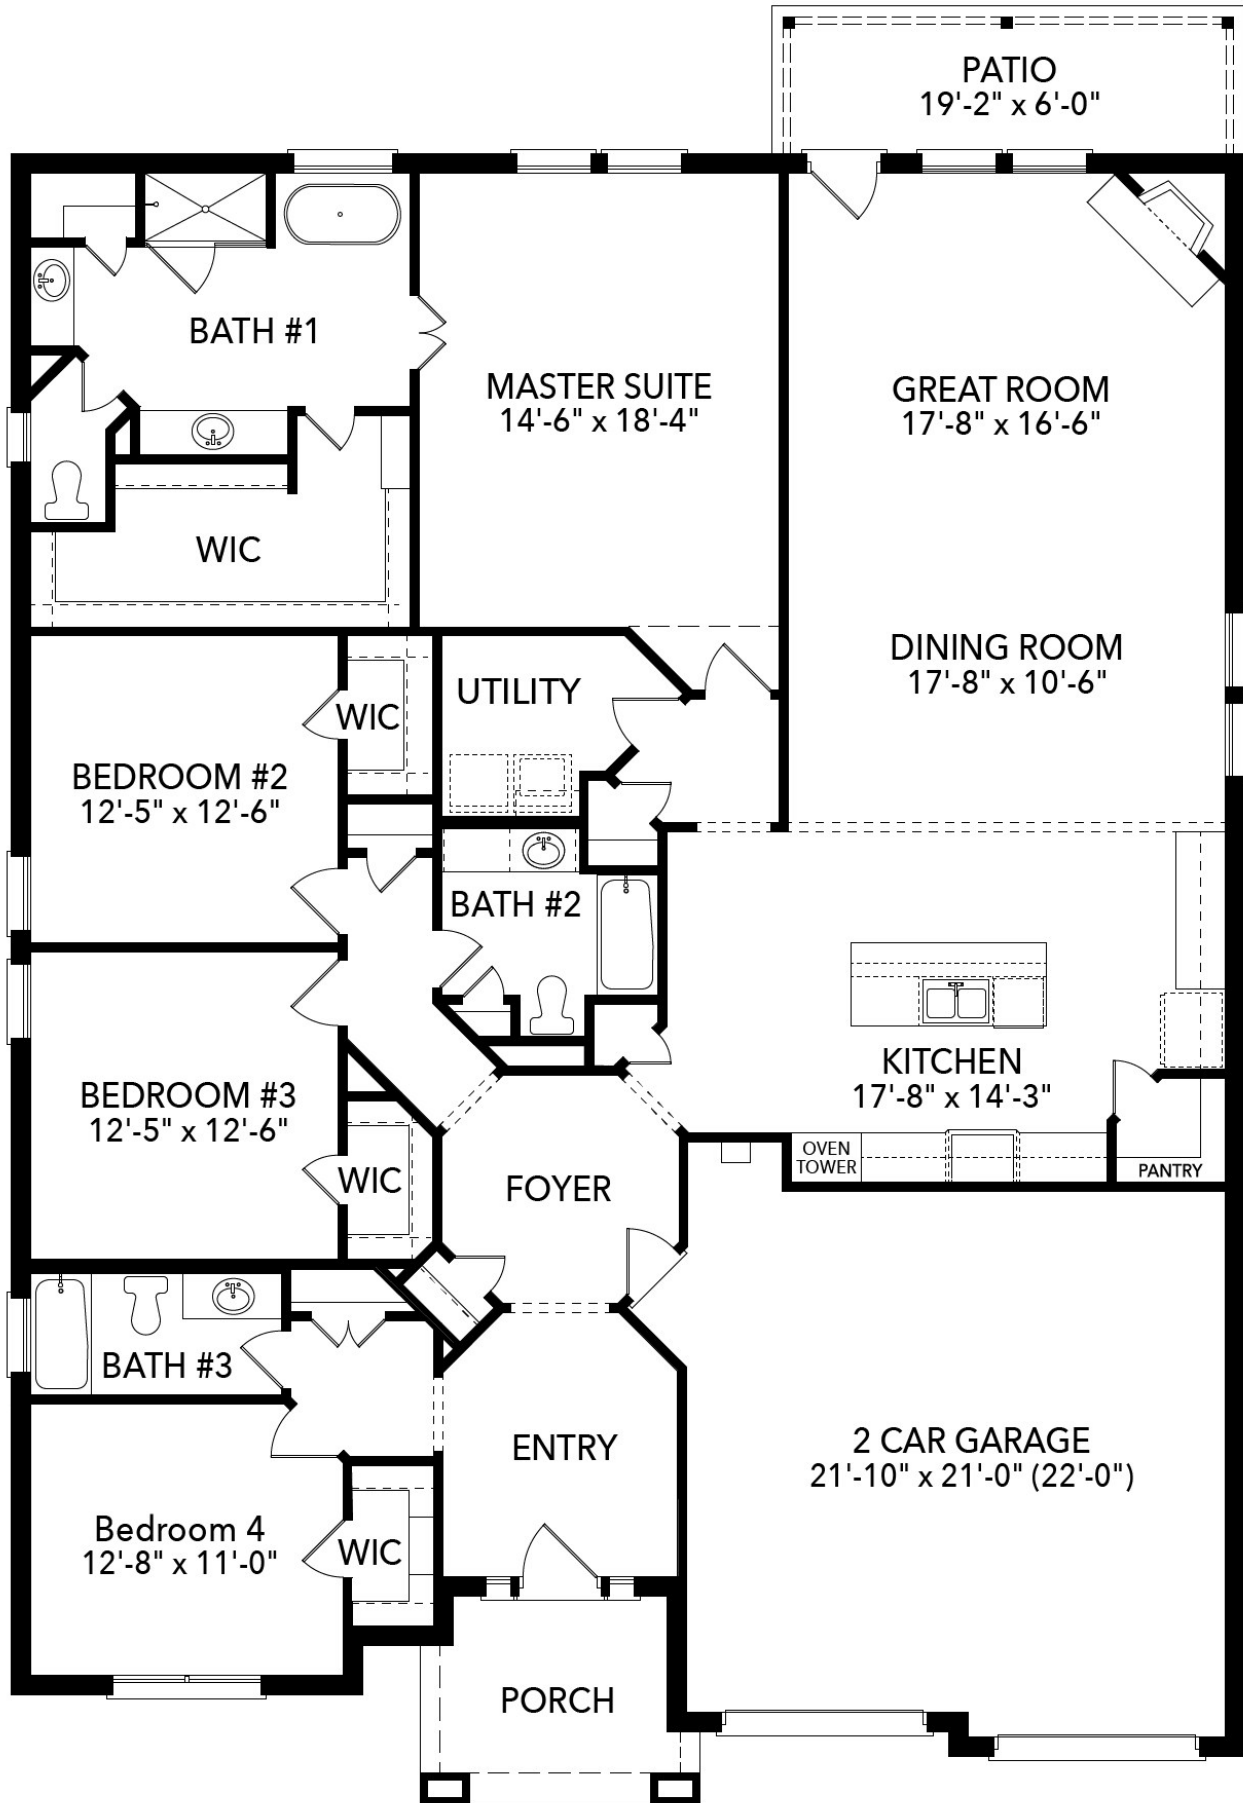 PATIO
19'-2" x 6'-0"
BATH #1
MASTER SUITE
14'-6" x 18'-4"
GREAT ROOM
17'-8" x 16'-6"
WIC
DINING ROOM
17'-8" x 10'-6"
UTILITY
WIC
BEDROOM #2
12'-5" x 12'-6"
BATH #2
KITCHEN
17'-8" x 14'-3"
BEDROOM #3
12'-5" x 12'-6"
OVEN
TOWER
PANTRY
WIC
FOYER
BATH #3
ENTRY
2 CAR GARAGE
21'-10" x 21'-0" (22'-0")
Bedroom 4
12'-8" x 11'-0"
WIC
PORCH